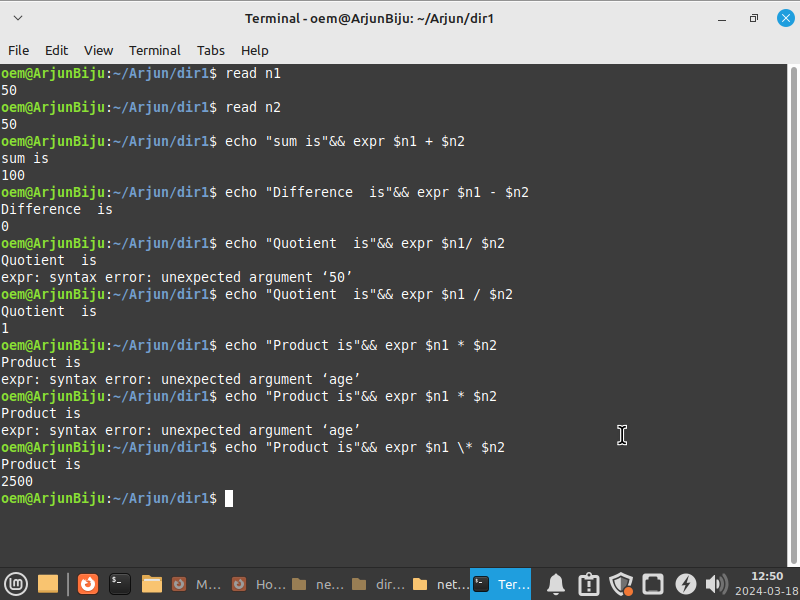 Terminal - oem@ArjunBiju: ~/Arjun/dir1
File Edit View Terminal Tabs Help
oem@ArjunBiju:~/Arjun/dir1$ read n1
50
oem@ArjunBiju:~/Arjun/dir1$ read n2
50
oem@ArjunBiju:~/Arjun/dir1$ echo "sum is"&& expr $n1 + $n2
sum is
100
oem@ArjunBiju:~/Arjun/dir1$ echo "Difference  is"&& expr $n1 - $n2
Difference  is
0
oem@ArjunBiju:~/Arjun/dir1$ echo "Quotient  is"&& expr $n1/ $n2
Quotient  is
expr: syntax error: unexpected argument ‘50’
oem@ArjunBiju:~/Arjun/dir1$ echo "Quotient  is"&& expr $n1 / $n2
Quotient  is
1
oem@ArjunBiju:~/Arjun/dir1$ echo "Product is"&& expr $n1 * $n2
Product is
expr: syntax error: unexpected argument ‘age’
oem@ArjunBiju:~/Arjun/dir1$ echo "Product is"&& expr $n1 * $n2
Product is
expr: syntax error: unexpected argument ‘age’
oem@ArjunBiju:~/Arjun/dir1$ echo "Product is"&& expr $n1 \* $n2
Product is
2500
oem@ArjunBiju:~/Arjun/dir1$
M... Ho... ne... dir... net... Ter...
12:50
2024-03-18